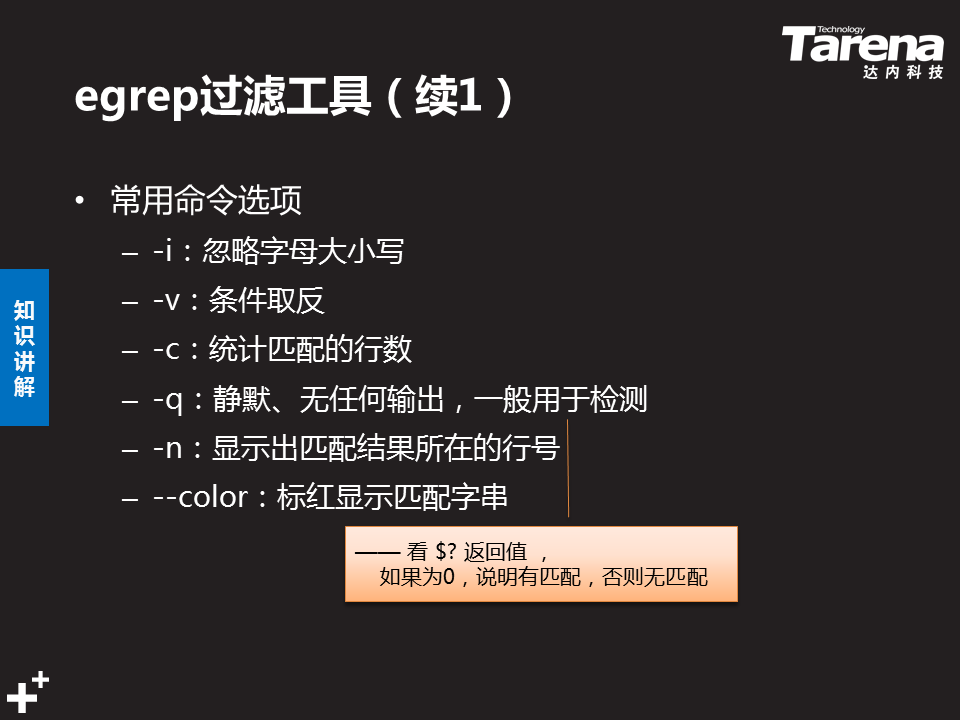 Technology
Tarena
达内科技
egrep过滤工具（续1）
• 常用命令选项
– -i：忽略字母大小写
– -v：条件取反
– -c：统计匹配的行数
– -q：静默、无任何输出，一般用于检测
– -n：显示出匹配结果所在的行号
– --color：标红显示匹配字串
知识讲解
—— 看 $? 返回值 ，
如果为0，说明有匹配，否则无匹配